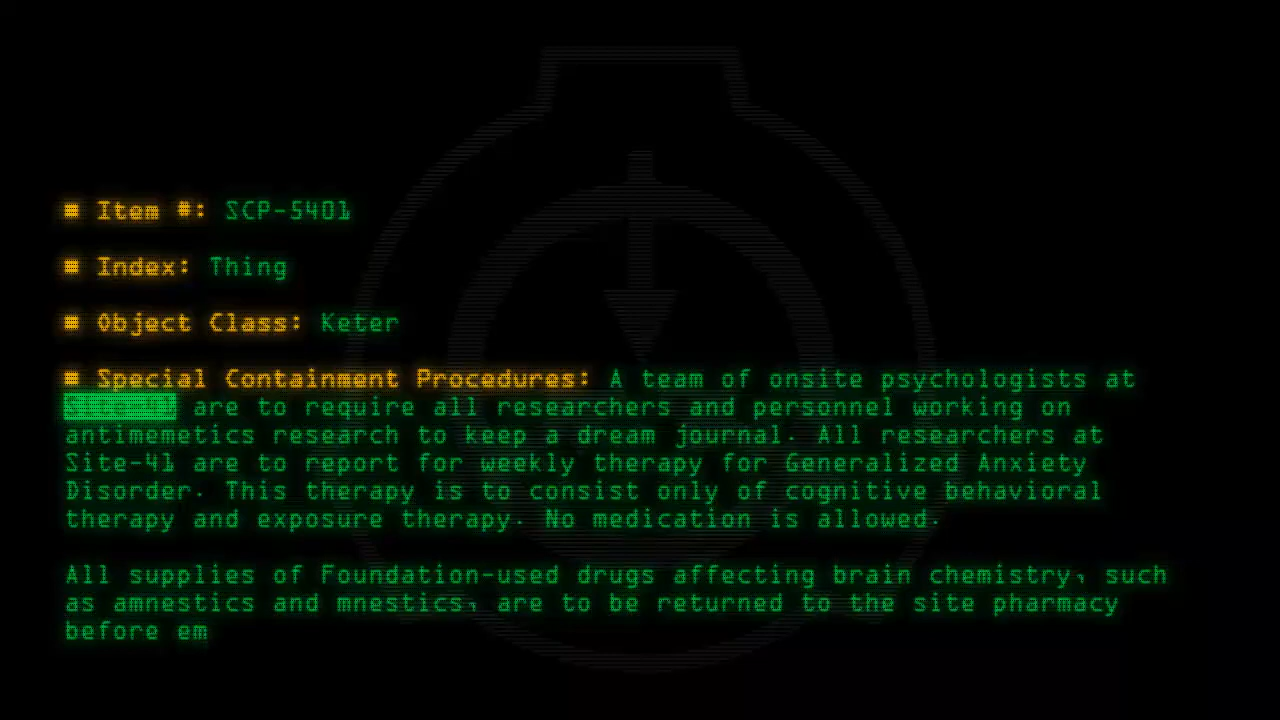 ■ Item #: SCP-5401
■ Index: Thing
■ Object Class: Keter
■ Special Containment Procedures: A team of onsite psychologists at
are to require all researchers and personnel working on
antimemetics research to keep a dream journal. All researchers at
Site-41 are to report for weekly therapy for Generalized Anxiety
Disorder. This therapy is to consist only of cognitive behavioral
therapy and exposure therapy. No medication is allowed.
All supplies of Foundation-used drugs affecting brain chemistry, such
as amnestics and mnestics, are to be returned to the site pharmacy
before em